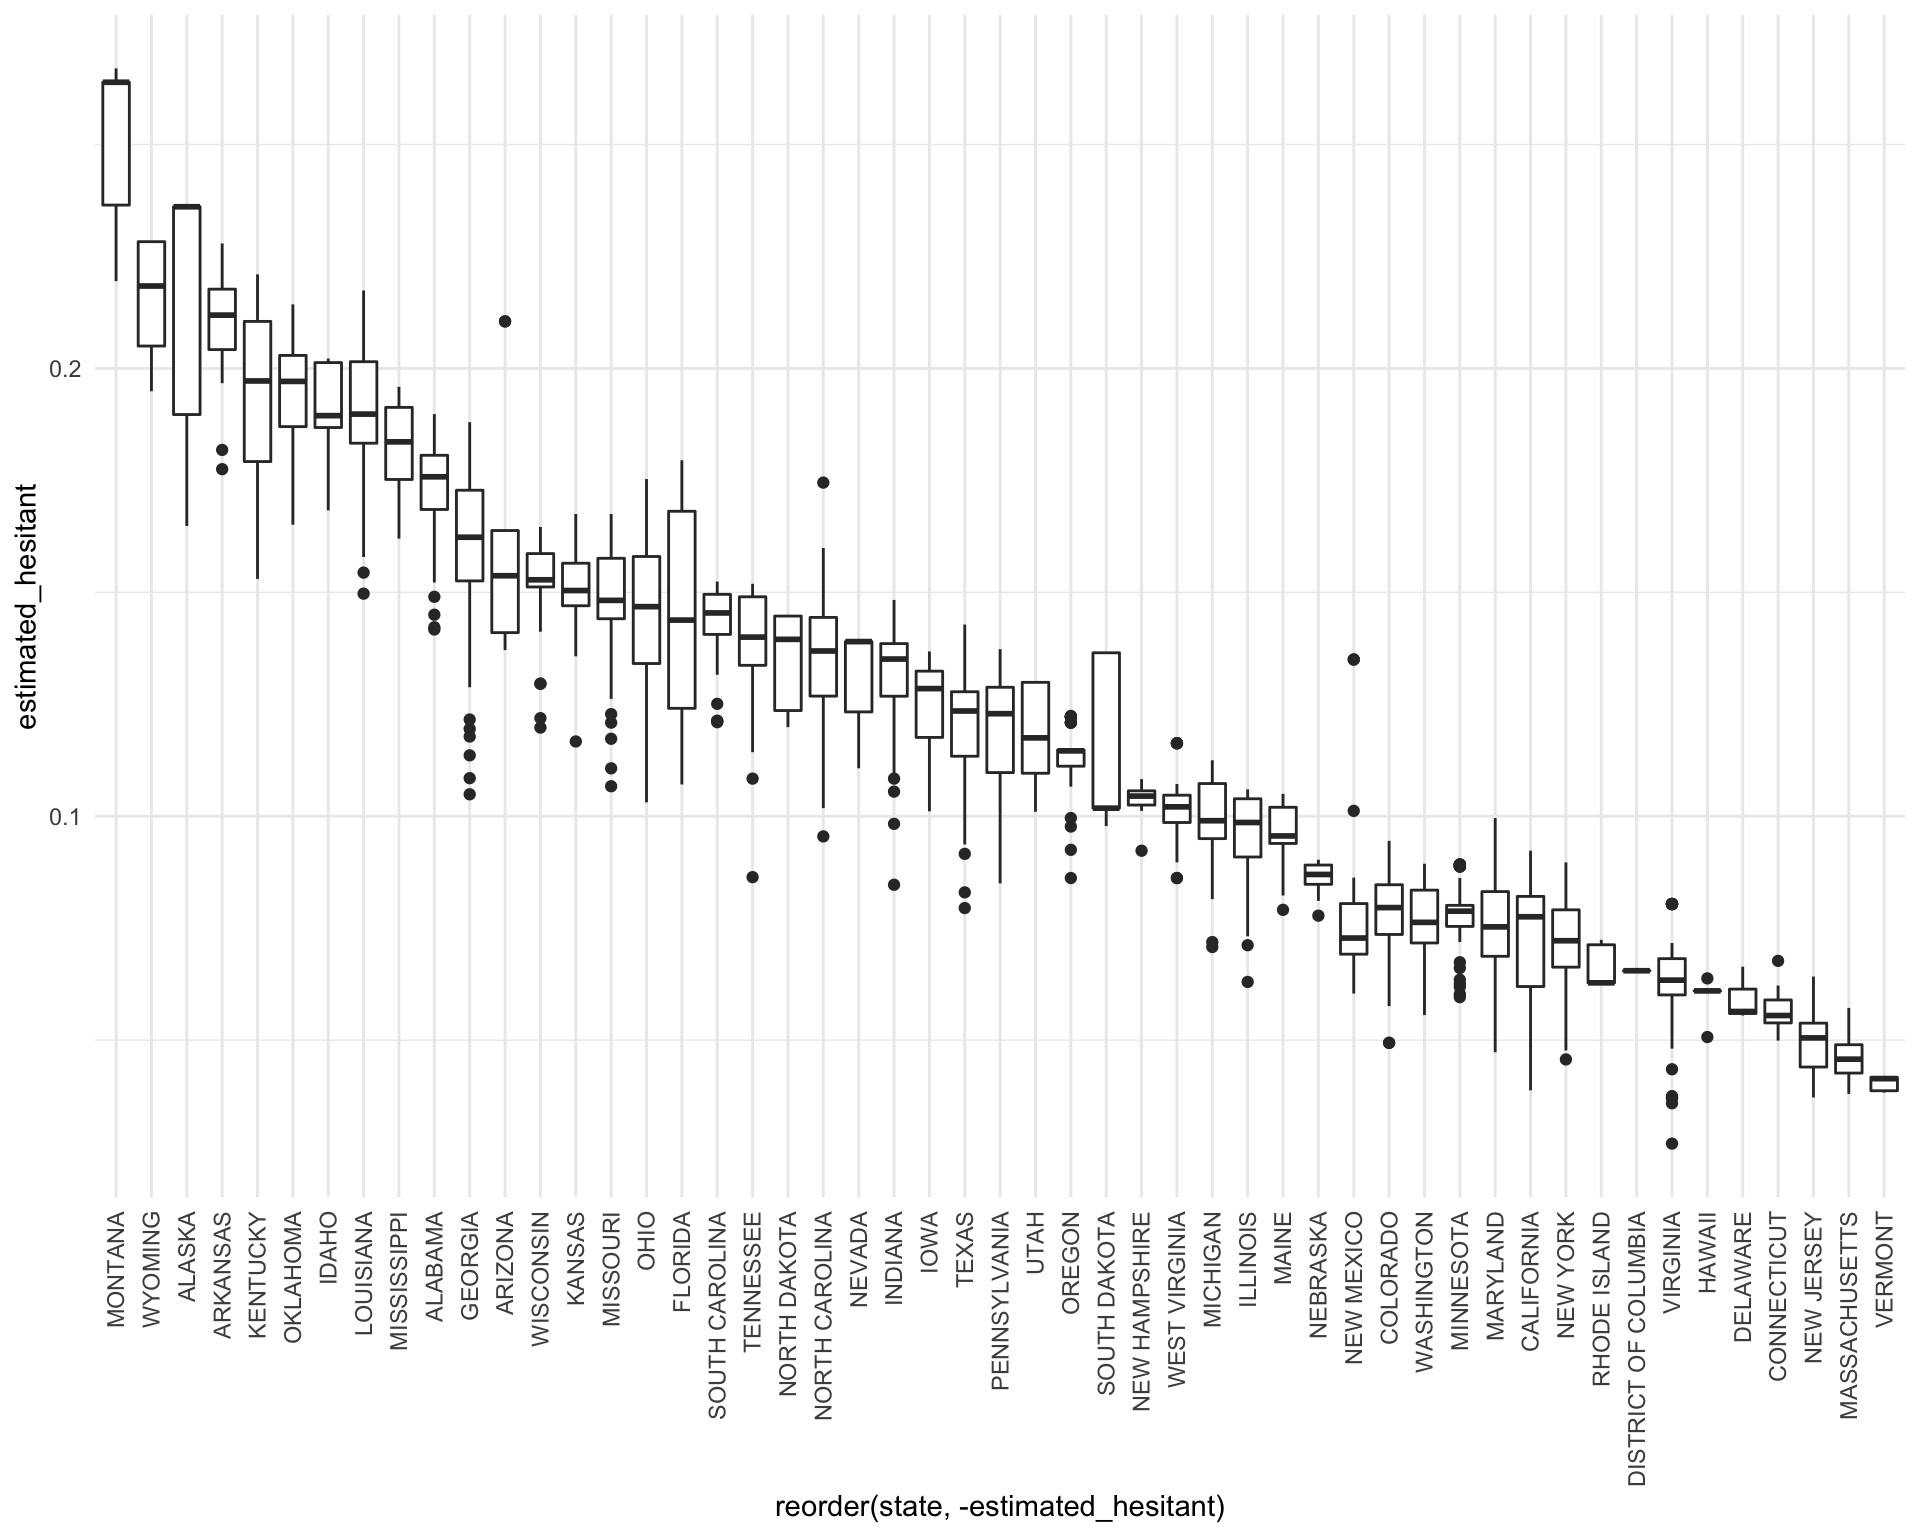 estimated_hesitant
0.2
0.1
MONTANA
WYOMING
ALASKA
ARKANSAS
KENTUCKY
OKLAHOMA
IDAHO
LOUISIANA
MISSISSIPPI
ALABAMA
GEORGIA
ARIZONA
WISCONSIN
KANSAS
MISSOURI
OHIO
FLORIDA
SOUTH CAROLINA
TENNESSEE
NORTH DAKOTA
NORTH CAROLINA
NEVADA
INDIANA
IOWA
TEXAS
PENNSYLVANIA
UTAH
OREGON
SOUTH DAKOTA
NEW HAMPSHIRE
WEST VIRGINIA
MICHIGAN
ILLINOIS
MAINE
NEBRASKA
NEW MEXICO
COLORADO
WASHINGTON
MINNESOTA
MARYLAND
CALIFORNIA
NEW YORK
RHODE ISLAND
DISTRICT OF COLUMBIA
VIRGINIA
HAWAII
DELAWARE
CONNECTICUT
NEW JERSEY
MASSACHUSETTS
VERMONT
reorder(state, -estimated_hesitant)